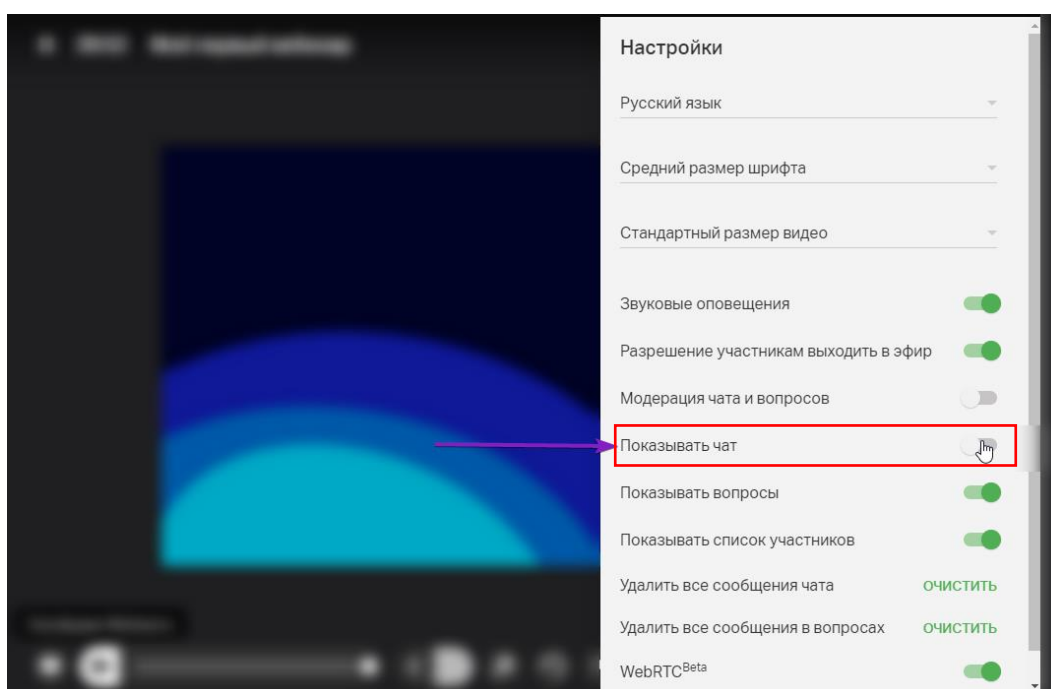 Настройки
Русский язык
Средний размер шрифта
Стандартный размер видео
Звуковые оповещения
Разрешение участникам выходить в эфир
Модерация чата и вопросов
Показывать чат
Показывать вопросы
Показывать список участников
Удалить все сообщения чата ОЧИСТИТЬ
Удалить все сообщения в вопросах ОЧИСТИТЬ
WebRTCBeta